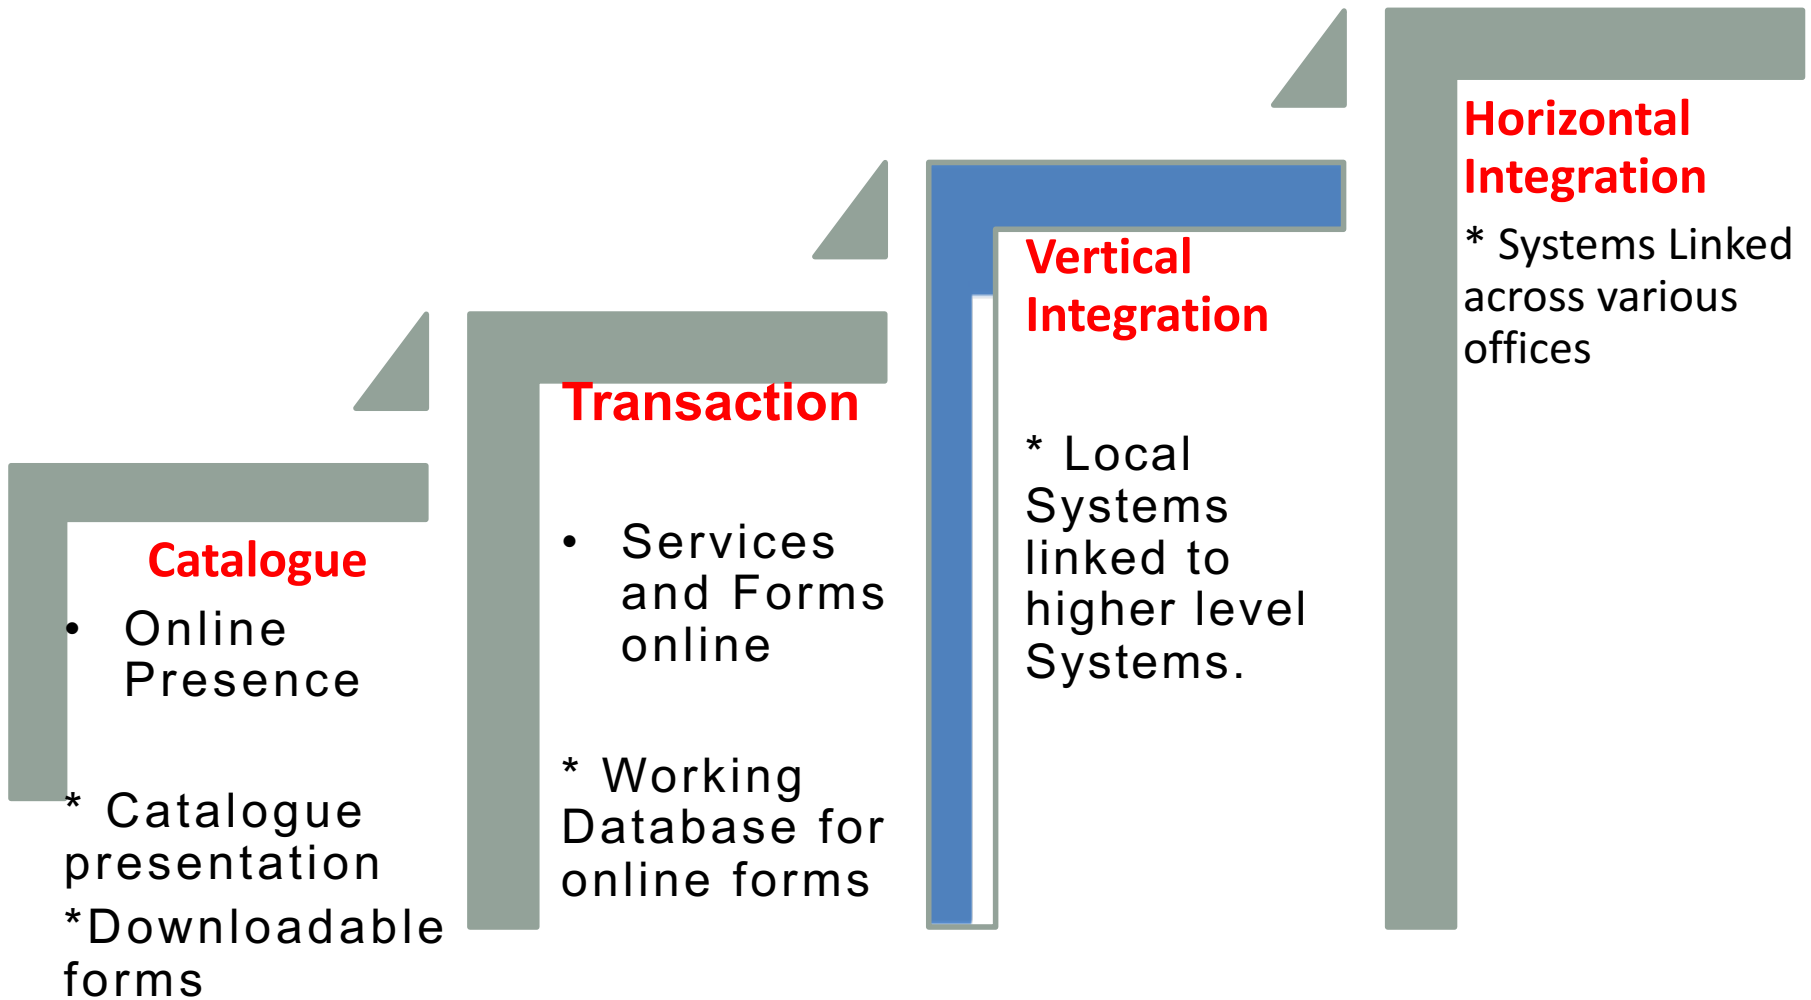 Catalogue
• Online
Presence
* Catalogue
presentation
*Downloadable
forms
Transaction
• Services
and Forms
online
* Working
Database for
online forms
Vertical
Integration
* Local
Systems
linked to
higher level
Systems.
Horizontal
Integration
* Systems Linked
across various
offices